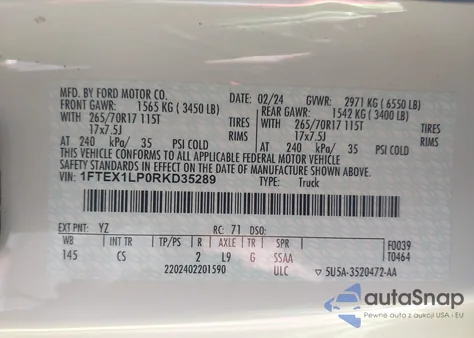 MFD. BY FORD MOTOR CO.
DATE: 02/24 GVWR: 2971 KG (6550 LB)
FRONT GAWR: 1565 KG (3450 LB) REAR GAWR: 1542 KG (3400 LB)
WITH 265/70R17 115T TIRES WITH 265/70R17 115T TIRES
17x7.5J RIMS 17x7.5J RIMS
AT 240 kPa/ 35 PSI COLD AT 240 kPa/ 35 PSI COLD
THIS VEHICLE CONFORMS TO ALL APPLICABLE FEDERAL MOTOR VEHICLE
SAFETY STANDARDS IN EFFECT ON THE DATE OF MANUFACTURE SHOWN ABOVE.
VIN: 1FTEX1LP0RKD35289 TYPE: Truck
EXT PNT: YZ RC: 71 DSO: F0039
WB INT TR TP/PS R AXLE TR SPR T0464
145 CS 2 L9 G SSAA
2202402201590 ULC 5U5A-3520472-AA
autoSnap
Pewne auta z USA i EU